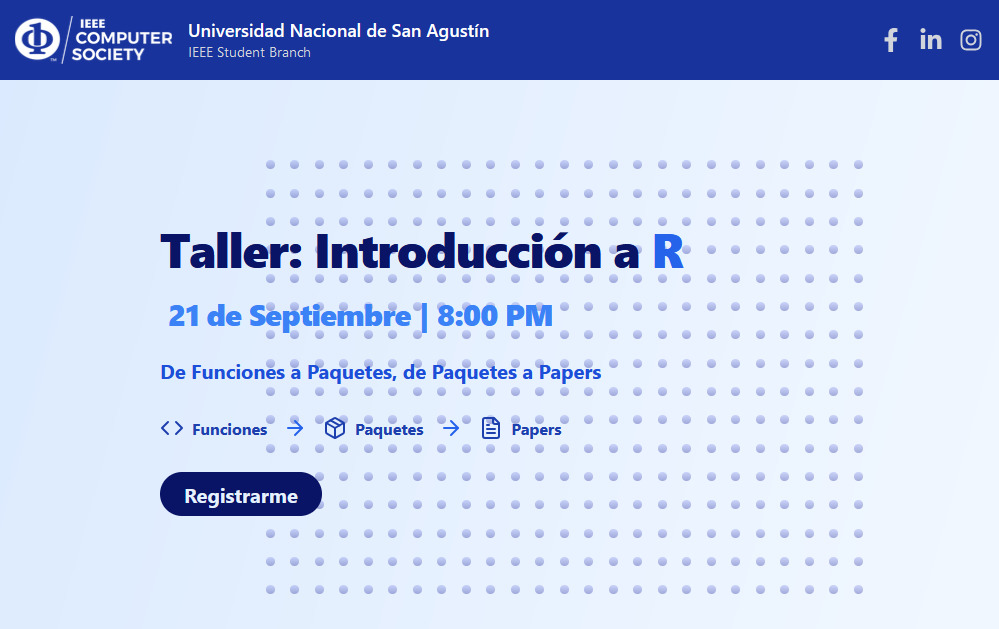 IEEE
COMPUTER
SOCIETY
Universidad Nacional de San Agustín
IEEE Student Branch
Taller: Introducción a R
21 de Septiembre | 8:00 PM
De Funciones a Paquetes, de Paquetes a Papers
Funciones → Paquetes → Papers
Registrarme